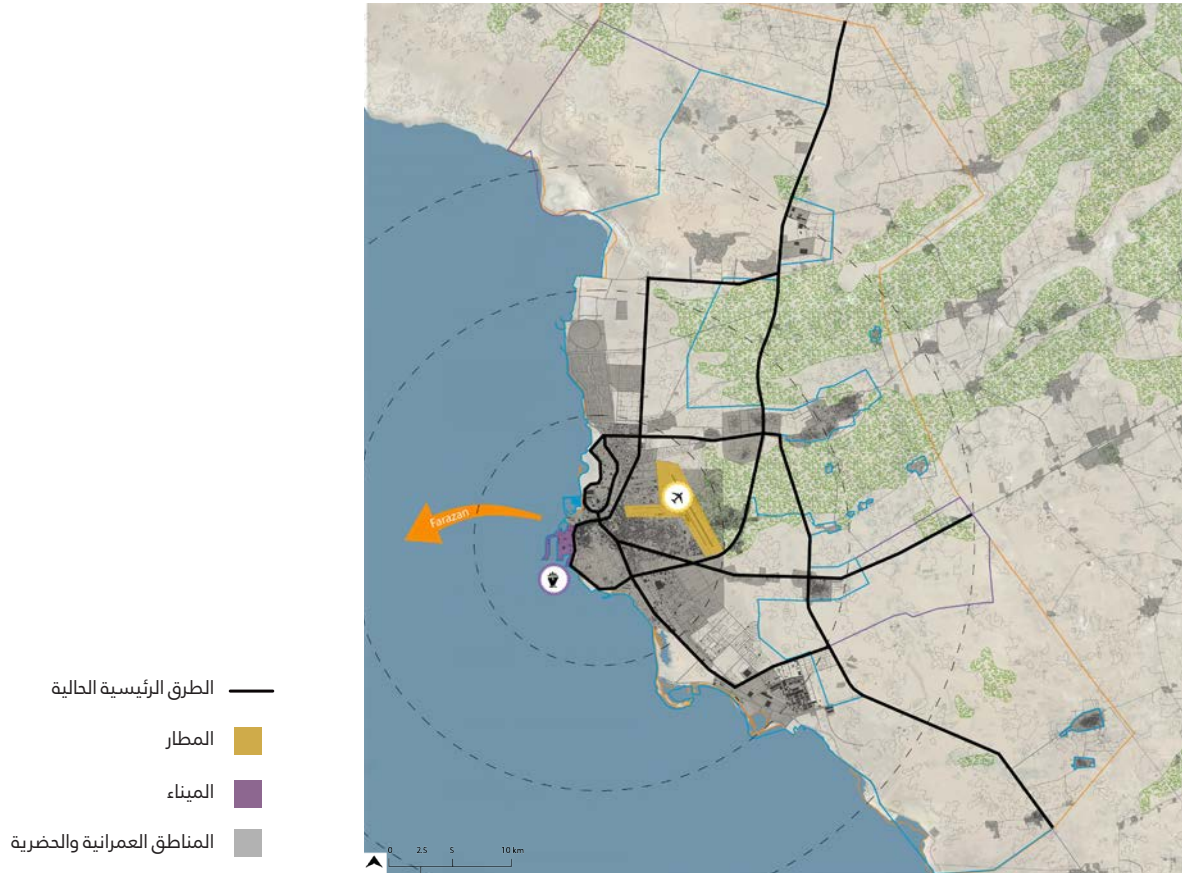 Farazan
الطرق الرئيسية الحالية
المطار
الميناء
المناطق العمرانية والحضرية
0 2.5 5 10 km